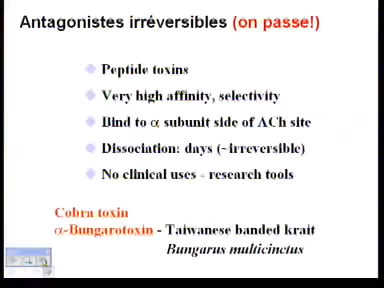 Antagonistes irréversibles (on passe!)
Peptide toxins
Very high affinity, selectivity
Bind to α subunit side of ACh site
Dissociation: days (~irreversible)
No clinical uses - research tools
Cobra toxin
α-Bungarotoxin - Taiwanese banded krait
Bungarus multicinctus